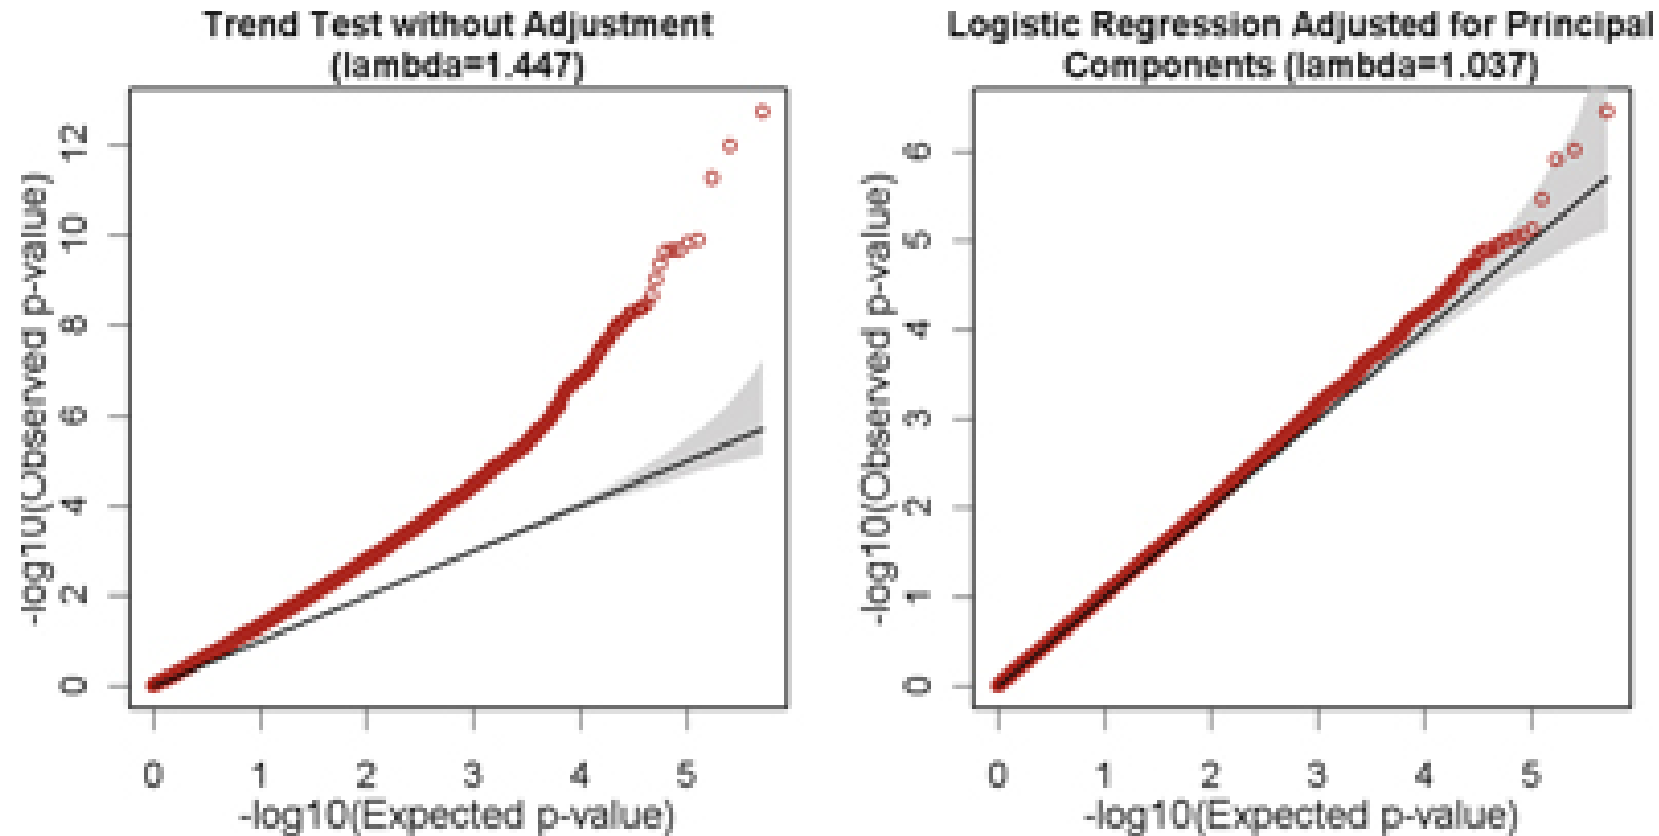 Trend Test without Adjustment
(lambda=1.447)
-log10(Observed p-value)
12
10
8
6
4
2
0
0 1 2 3 4 5
-log10(Expected p-value)
Logistic Regression Adjusted for Principal
Components (lambda=1.037)
-log10(Observed p-value)
6
5
4
3
2
1
0
0 1 2 3 4 5
-log10(Expected p-value)